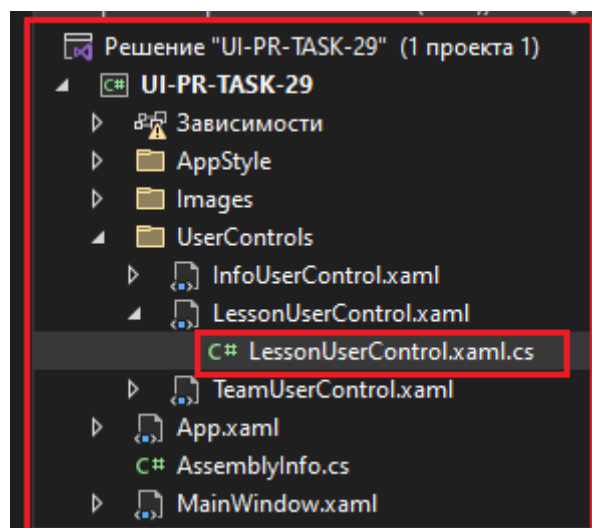 Решение "UI-PR-TASK-29" (1 проекта 1)
C# UI-PR-TASK-29
Зависимости
AppStyle
Images
UserControls
InfoUserControl.xaml
LessonUserControl.xaml
C# LessonUserControl.xaml.cs
TeamUserControl.xaml
App.xaml
C# AssemblyInfo.cs
MainWindow.xaml